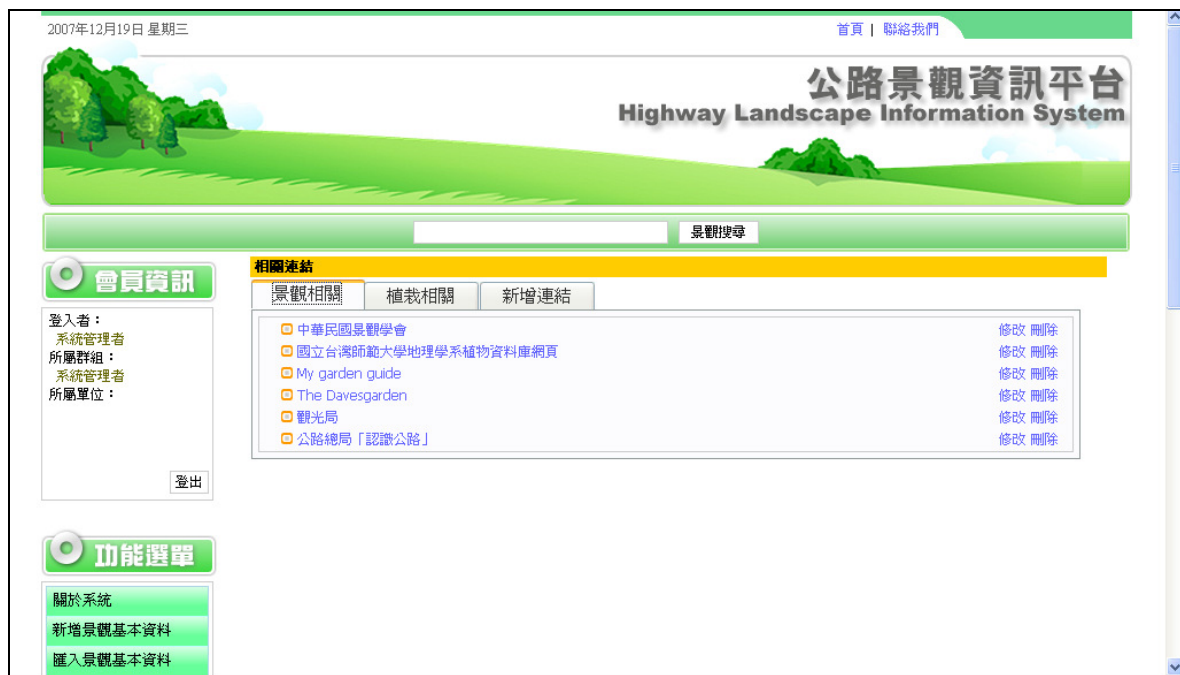 2007年12月19日 星期三
首頁 | 聯絡我們
公路景觀資訊平台
Highway Landscape Information System
景觀搜尋
會員資訊
相關連結
景觀相關 植栽相關 新增連結
登入者：
系統管理者
所屬群組：
系統管理者
所屬單位：
登出
中華民國景觀學會 修改 刪除
國立台灣師範大學地理學系植物資料庫網頁 修改 刪除
My garden guide 修改 刪除
The Davesgarden 修改 刪除
觀光局 修改 刪除
公路總局「認識公路」 修改 刪除
功能選單
關於系統
新增景觀基本資料
匯入景觀基本資料